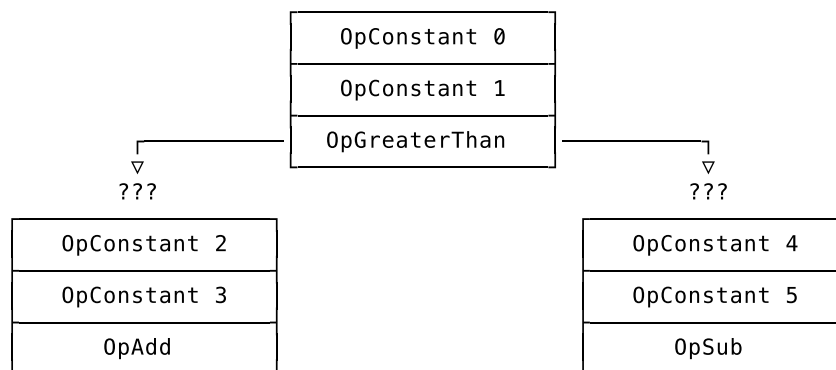 OpConstant 0
OpConstant 1
OpGreaterThan
???
???
OpConstant 2
OpConstant 4
OpConstant 3
OpConstant 5
OpAdd
OpSub